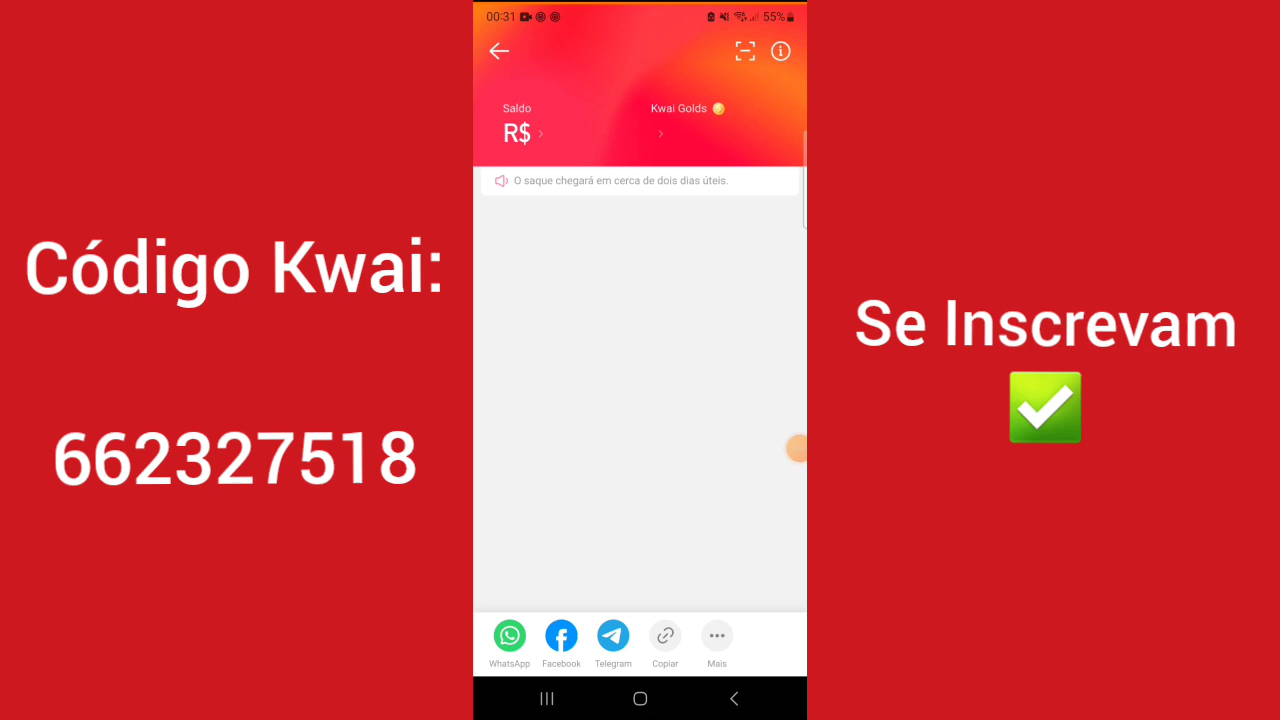 00:31
55%
Saldo
Kwai Golds
R$ >
>
O saque chegará em cerca de dois dias úteis.
Código Kwai:
662327518
Se Inscrevam
WhatsApp
Facebook
Telegram
Copiar
Mais